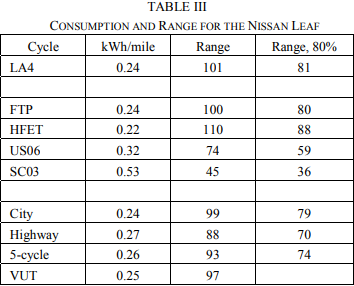 TABLE III
CONSUMPTION AND RANGE FOR THE NISSAN LEAF
Cycle kWh/mile Range Range, 80%
LA4 0.24 101 81
FTP 0.24 100 80
HFET 0.22 110 88
US06 0.32 74 59
SC03 0.53 45 36
City 0.24 99 79
Highway 0.27 88 70
5-cycle 0.26 93 74
VUT 0.25 97